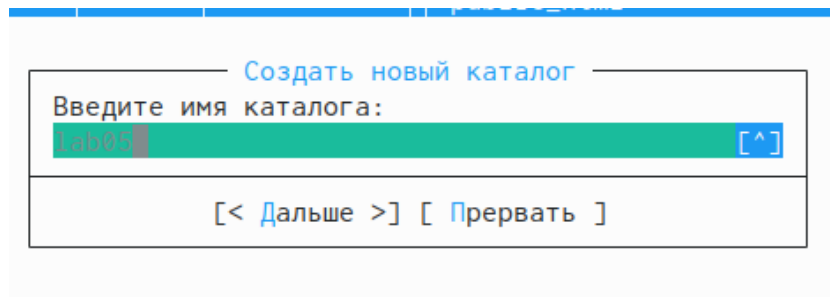 Создать новый каталог
Введите имя каталога:
lab05 [^]
[< Дальше >] [ Прервать ]